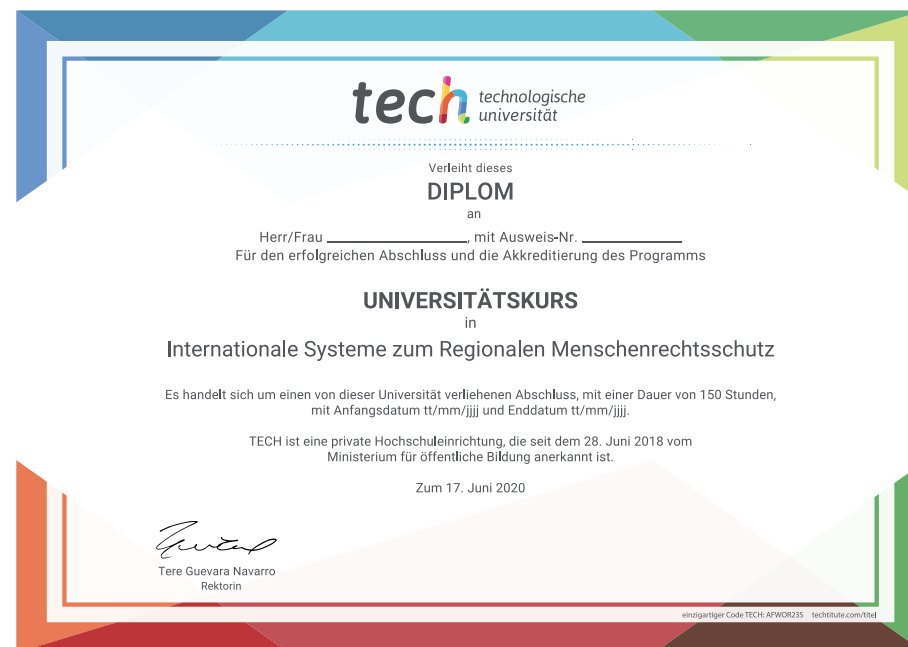 tech technologische
universität
Verleiht dieses
DIPLOM
an
Herr/Frau ____________, mit Ausweis-Nr. ____________
Für den erfolgreichen Abschluss und die Akkreditierung des Programms
UNIVERSITÄTSKURS
in
Internationale Systeme zum Regionalen Menschenrechtsschutz
Es handelt sich um einen von dieser Universität verliehenen Abschluss, mit einer Dauer von 150 Stunden,
mit Anfangsdatum tt/mm/jjjj und Enddatum tt/mm/jjjj.
TECH ist eine private Hochschuleinrichtung, die seit dem 28. Juni 2018 vom
Ministerium für öffentliche Bildung anerkannt ist.
Zum 17. Juni 2020
Tere Guevara Navarro
Rektorin
einzigartiger Code TECH: AFWOR23S techtitute.com/titel